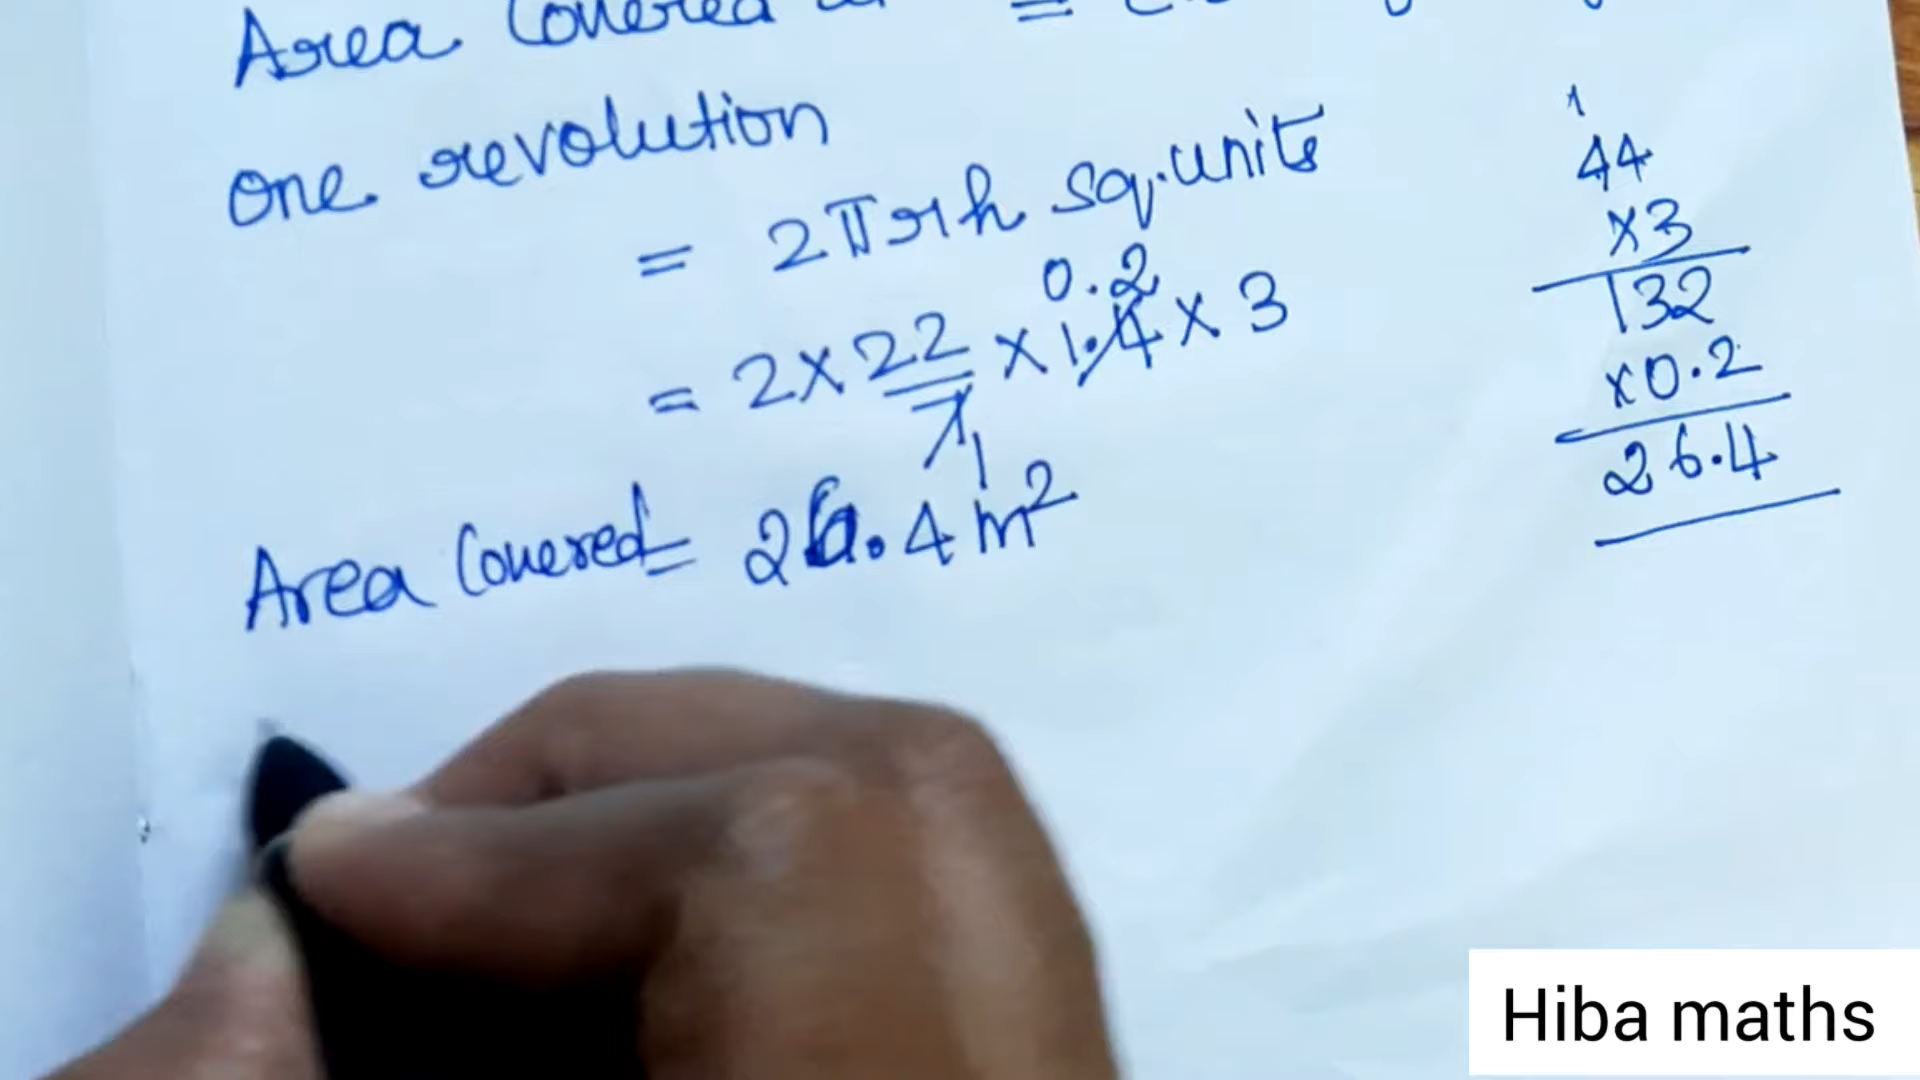 Area Covered
one revolution
= 2πrh sq.units
0.2
= 2 × 22/7 × 1.4 × 3
1
Area Covered = 26.4 m²
1
44
×3
132
×0.2
26.4
Hiba maths